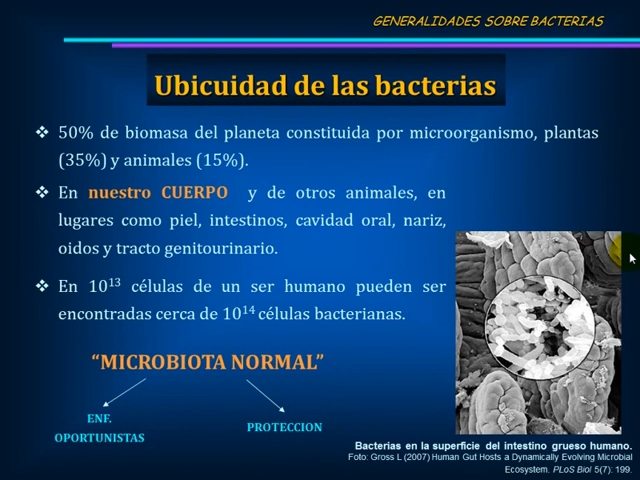 GENERALIDADES SOBRE BACTERIAS
Ubicuidad de las bacterias
❖ 50% de biomasa del planeta constituida por microorganismo, plantas
(35%) y animales (15%).
❖ En nuestro CUERPO y de otros animales, en
lugares como piel, intestinos, cavidad oral, nariz,
oidos y tracto genitourinario.
❖ En 10¹³ células de un ser humano pueden ser
encontradas cerca de 10¹⁴ células bacterianas.
“MICROBIOTA NORMAL”
ENF.
OPORTUNISTAS
PROTECCION
Bacterias en la superficie del intestino grueso humano.
Foto: Gross L (2007) Human Gut Hosts a Dynamically Evolving Microbial
Ecosystem. PLoS Biol 5(7): 199.